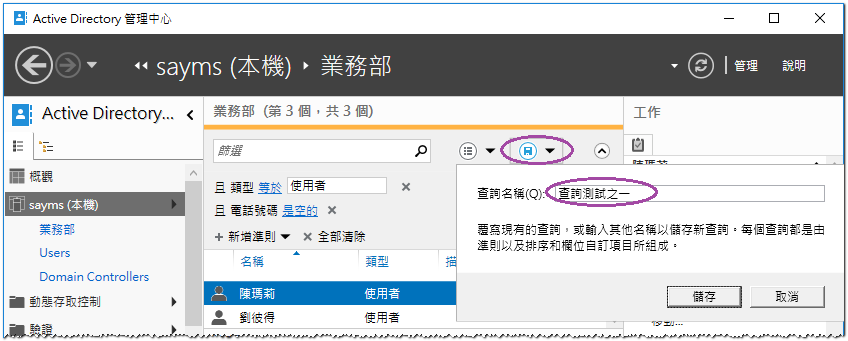 Active Directory 管理中心
sayms (本機) 業務部
管理 說明
Active Directory...
概觀
sayms (本機)
業務部
Users
Domain Controllers
動態存取控制
驗證
業務部 (第 3 個，共 3 個)
篩選
且 類型 等於 使用者
且 電話號碼 是空的
新增準則 全部清除
名稱 類型 描
陳瑪莉 使用者
劉彼得 使用者
工作
陳瑪莉
查詢名稱(Q): 查詢測試之一
覆寫現有的查詢，或輸入其他名稱以儲存新查詢。每個查詢都是由
準則以及排序和欄位自訂項目所組成。
儲存 取消
移動...